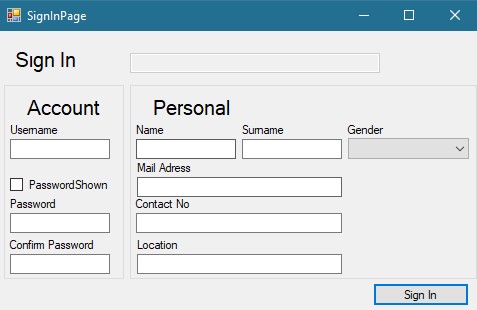 SignInPage
Sign In
Account
Personal
Username
Name
Surname
Gender
Mail Adress
PasswordShown
Password
Contact No
Confirm Password
Location
Sign In